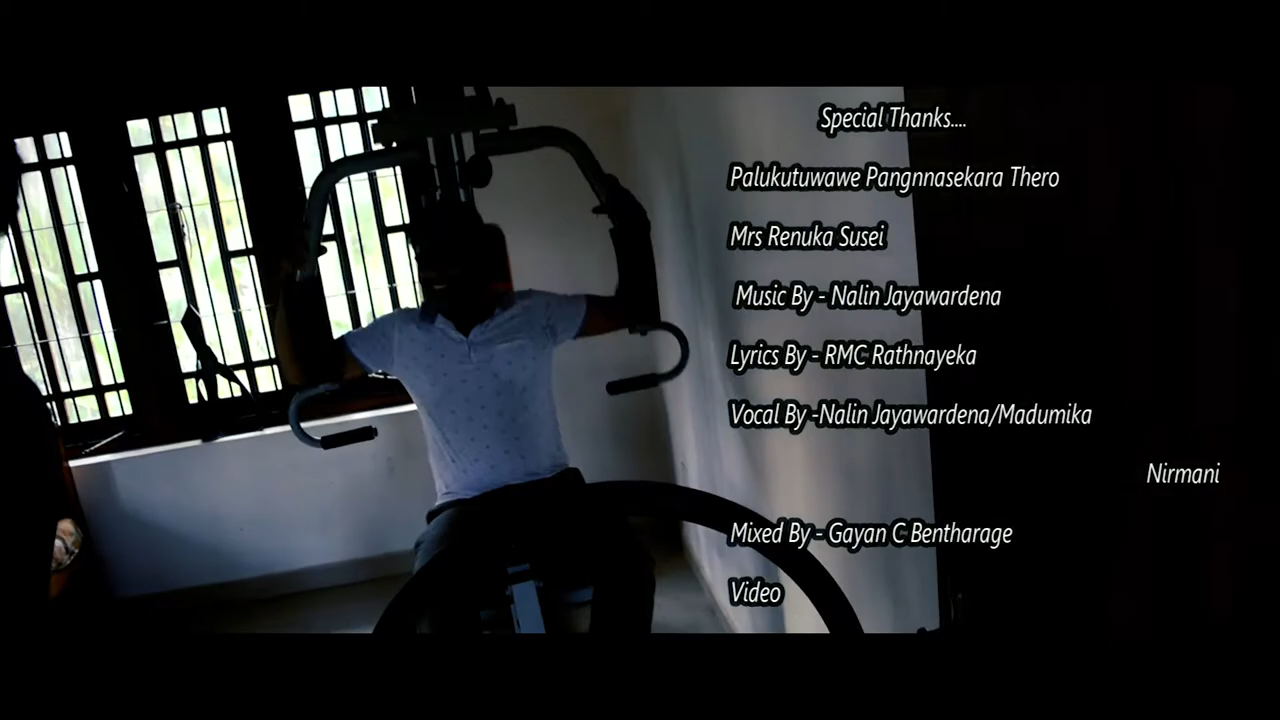 Special Thanks....
Palukutuwawe Pangnnasekara Thero
Mrs Renuka Susei
Music By - Nalin Jayawardena
Lyrics By - RMC Rathnayeka
Vocal By -Nalin Jayawardena/Madumika
Nirmani
Mixed By - Gayan C Bentharage
Video